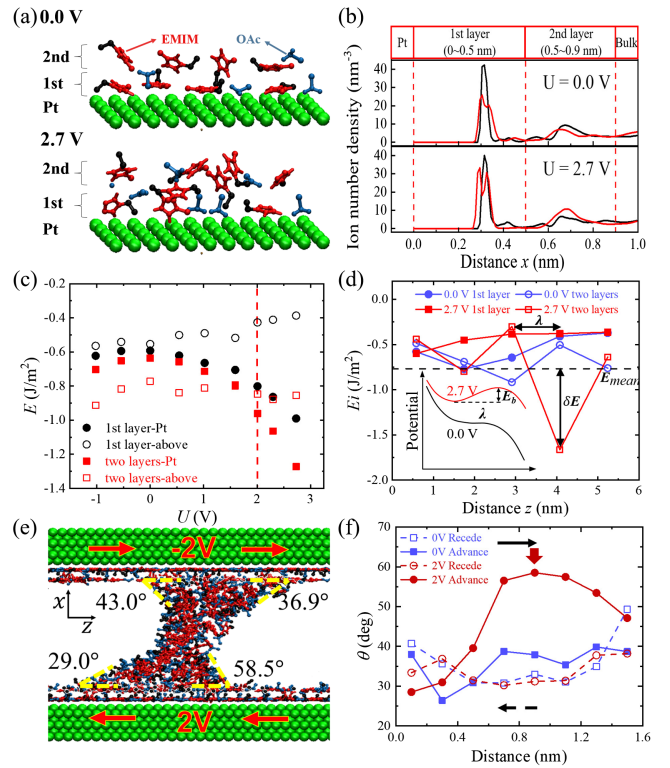 (a)
0.0 V
EMIM
OAc
2nd
1st
Pt
2.7 V
2nd
1st
Pt
(b)
Pt
1st layer
(0~0.5 nm)
2nd layer
(0.5~0.9 nm)
Bulk
Ion number density (nm-3)
40
30
20
10
0
U = 0.0 V
40
30
20
10
0
U = 2.7 V
0.0 0.2 0.4 0.6 0.8 1.0
Distance x (nm)
(c)
E (J/m²)
-0.4
-0.6
-0.8
-1.0
-1.2
-1.4
1st layer-Pt
1st layer-above
two layers-Pt
two layers-above
-1 0 1 2 3
U (V)
(d)
Ei (J/m²)
0.0
-0.5
-1.0
-1.5
-2.0
0.0 V 1st layer
0.0 V two layers
2.7 V 1st layer
2.7 V two layers
λ
Emean
δE
Potential
2.7 V
Eb
λ
0.0 V
0 1 2 3 4 5 6
Distance z (nm)
(e)
-2V
x
z
43.0°
36.9°
29.0°
58.5°
2V
(f)
θ (deg)
70
60
50
40
30
20
0V Recede
0V Advance
2V Recede
2V Advance
0.0 0.4 0.8 1.2 1.6
Distance (nm)